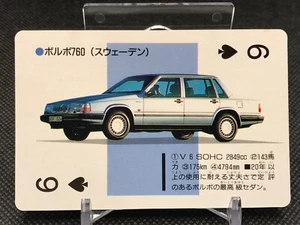 ●ボルボ760（スウェーデン）
9
①V 6 SOHC 2849cc ②143馬
力 ③175km ④4794mm ■20年以
上の使用に耐える丈夫さで定評
のあるボルボの最高級セダン。
9